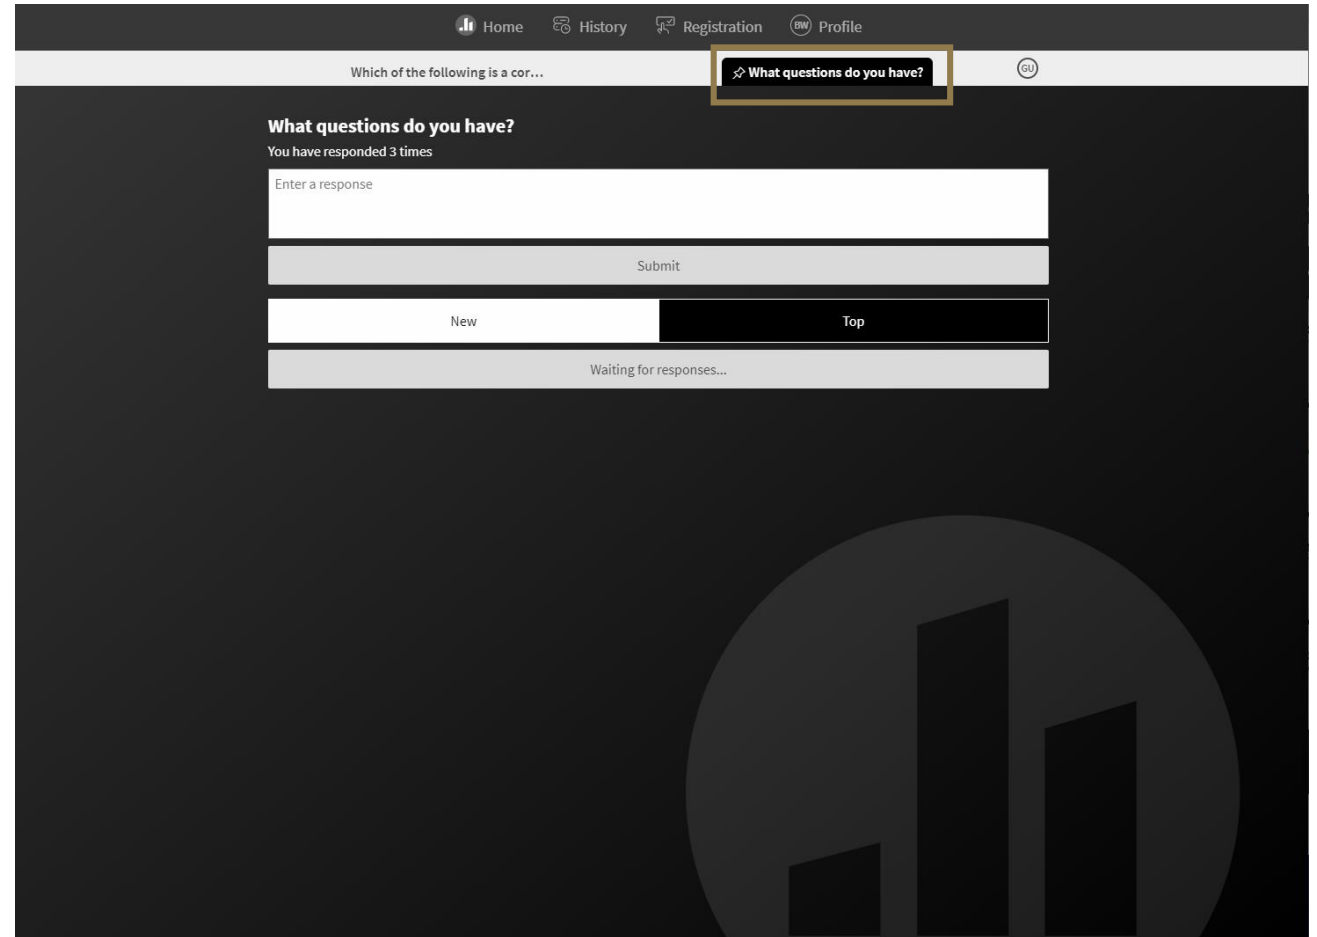 Home History Registration BW Profile
Which of the following is a cor... What questions do you have? GU
What questions do you have?
You have responded 3 times
Enter a response
Submit
New Top
Waiting for responses...